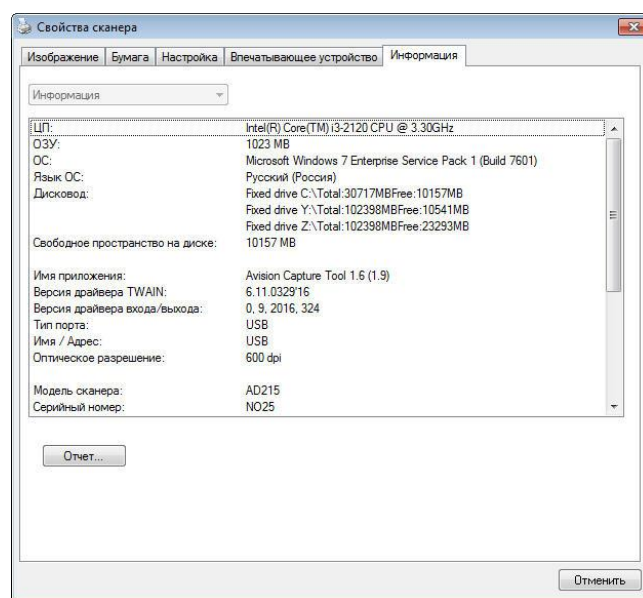 Свойства сканера
Изображение Бумага Настройка Впечатывающее устройство Информация
Информация
ЦП: Intel(R) Core(TM) i3-2120 CPU @ 3.30GHz
ОЗУ: 1023 MB
ОС: Microsoft Windows 7 Enterprise Service Pack 1 (Build 7601)
Язык ОС: Русский (Россия)
Дисковод: Fixed drive C:\Total:30717MBFree:10157MB
Fixed drive Y:\Total:102398MBFree:10541MB
Fixed drive Z:\Total:102398MBFree:23293MB
Свободное пространство на диске: 10157 MB
Имя приложения: Avision Capture Tool 1.6 (1.9)
Версия драйвера TWAIN: 6.11.0329'16
Версия драйвера входа/выхода: 0, 9, 2016, 324
Тип порта: USB
Имя / Адрес: USB
Оптическое разрешение: 600 dpi
Модель сканера: AD215
Серийный номер: NO25
Отчет...
Отменить